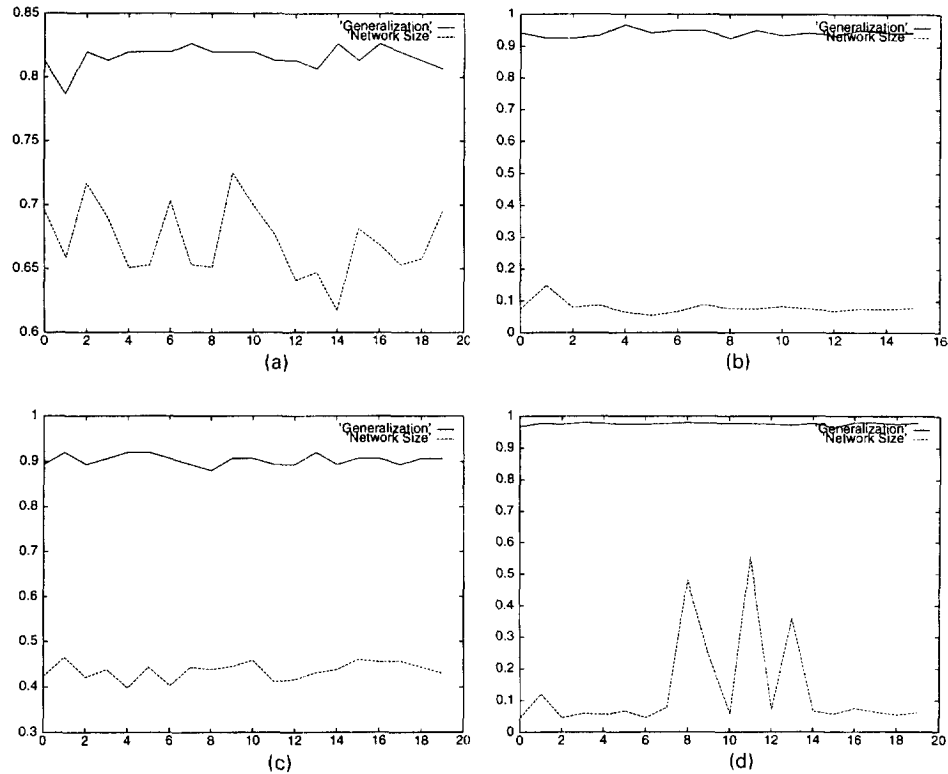 0.85
'Generalization'
'Network Size'
0.8
0.75
0.7
0.65
0.6
0 2 4 6 8 10 12 14 16 18 20
(a)
1
'Generalization'
0.9
'Network Size'
0.8
0.7
0.6
0.5
0.4
0.3
0.2
0.1
0
0 2 4 6 8 10 12 14 16
(b)
1
'Generalization'
'Network Size'
0.9
0.8
0.7
0.6
0.5
0.4
0.3
0 2 4 6 8 10 12 14 16 18 20
(c)
1
'Generalization'
'Network Size'
0.9
0.8
0.7
0.6
0.5
0.4
0.3
0.2
0.1
0
0 2 4 6 8 10 12 14 16 18 20
(d)